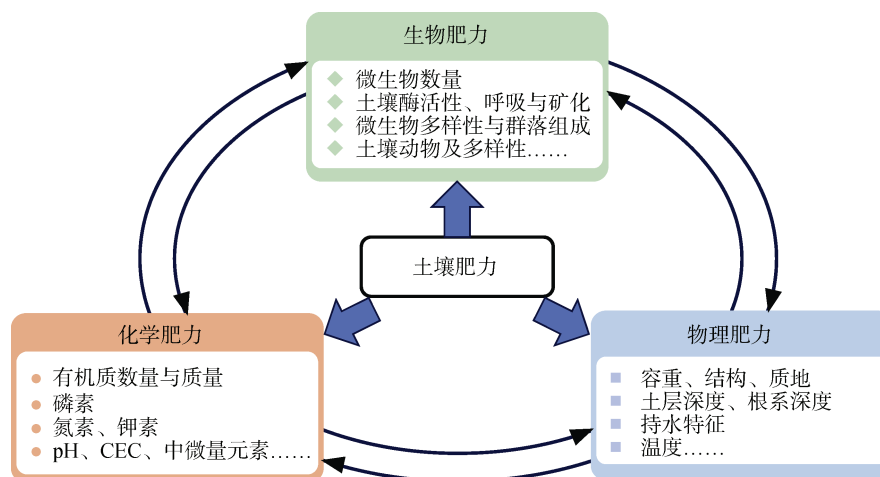 生物肥力
微生物数量
土壤酶活性、呼吸与矿化
微生物多样性与群落组成
土壤动物及多样性……
土壤肥力
化学肥力
有机质数量与质量
磷素
氮素、钾素
pH、CEC、中微量元素……
物理肥力
容重、结构、质地
土层深度、根系深度
持水特征
温度……